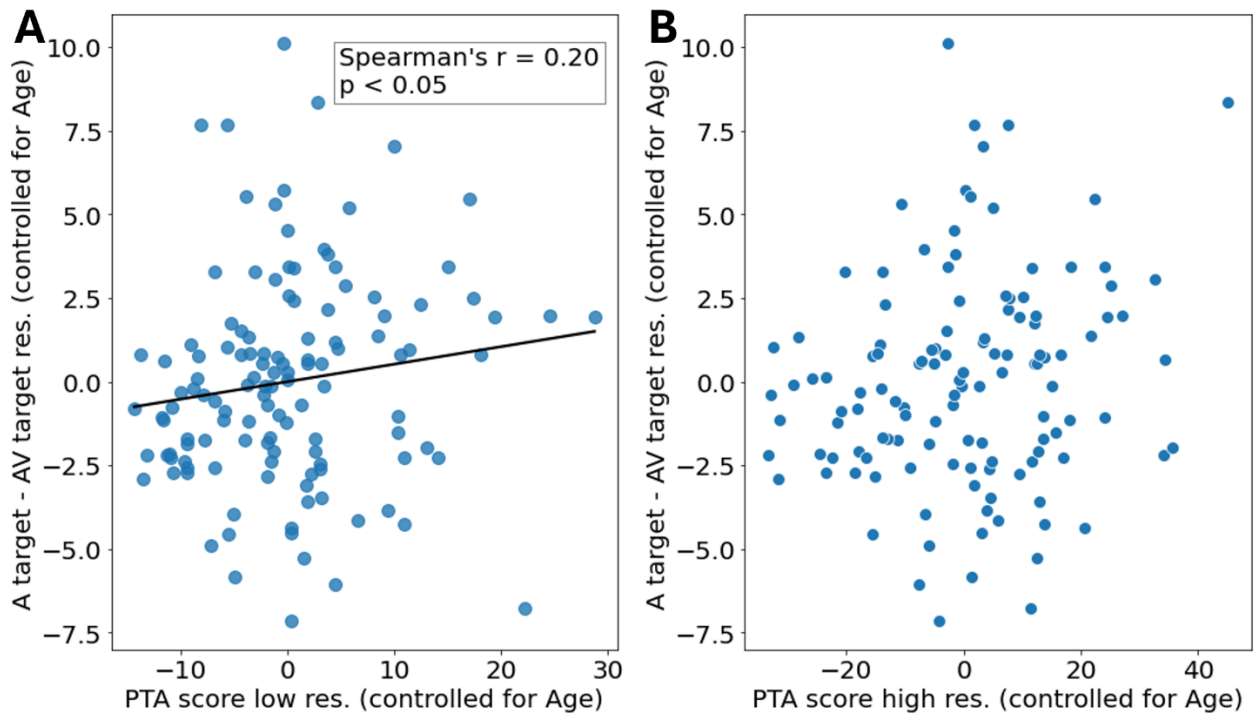 A
A target - AV target res. (controlled for Age)
10.0
7.5
5.0
2.5
0.0
−2.5
−5.0
−7.5
Spearman's r = 0.20
p < 0.05
−10 0 10 20 30
PTA score low res. (controlled for Age)
B
A target - AV target res. (controlled for Age)
10.0
7.5
5.0
2.5
0.0
−2.5
−5.0
−7.5
−20 0 20 40
PTA score high res. (controlled for Age)